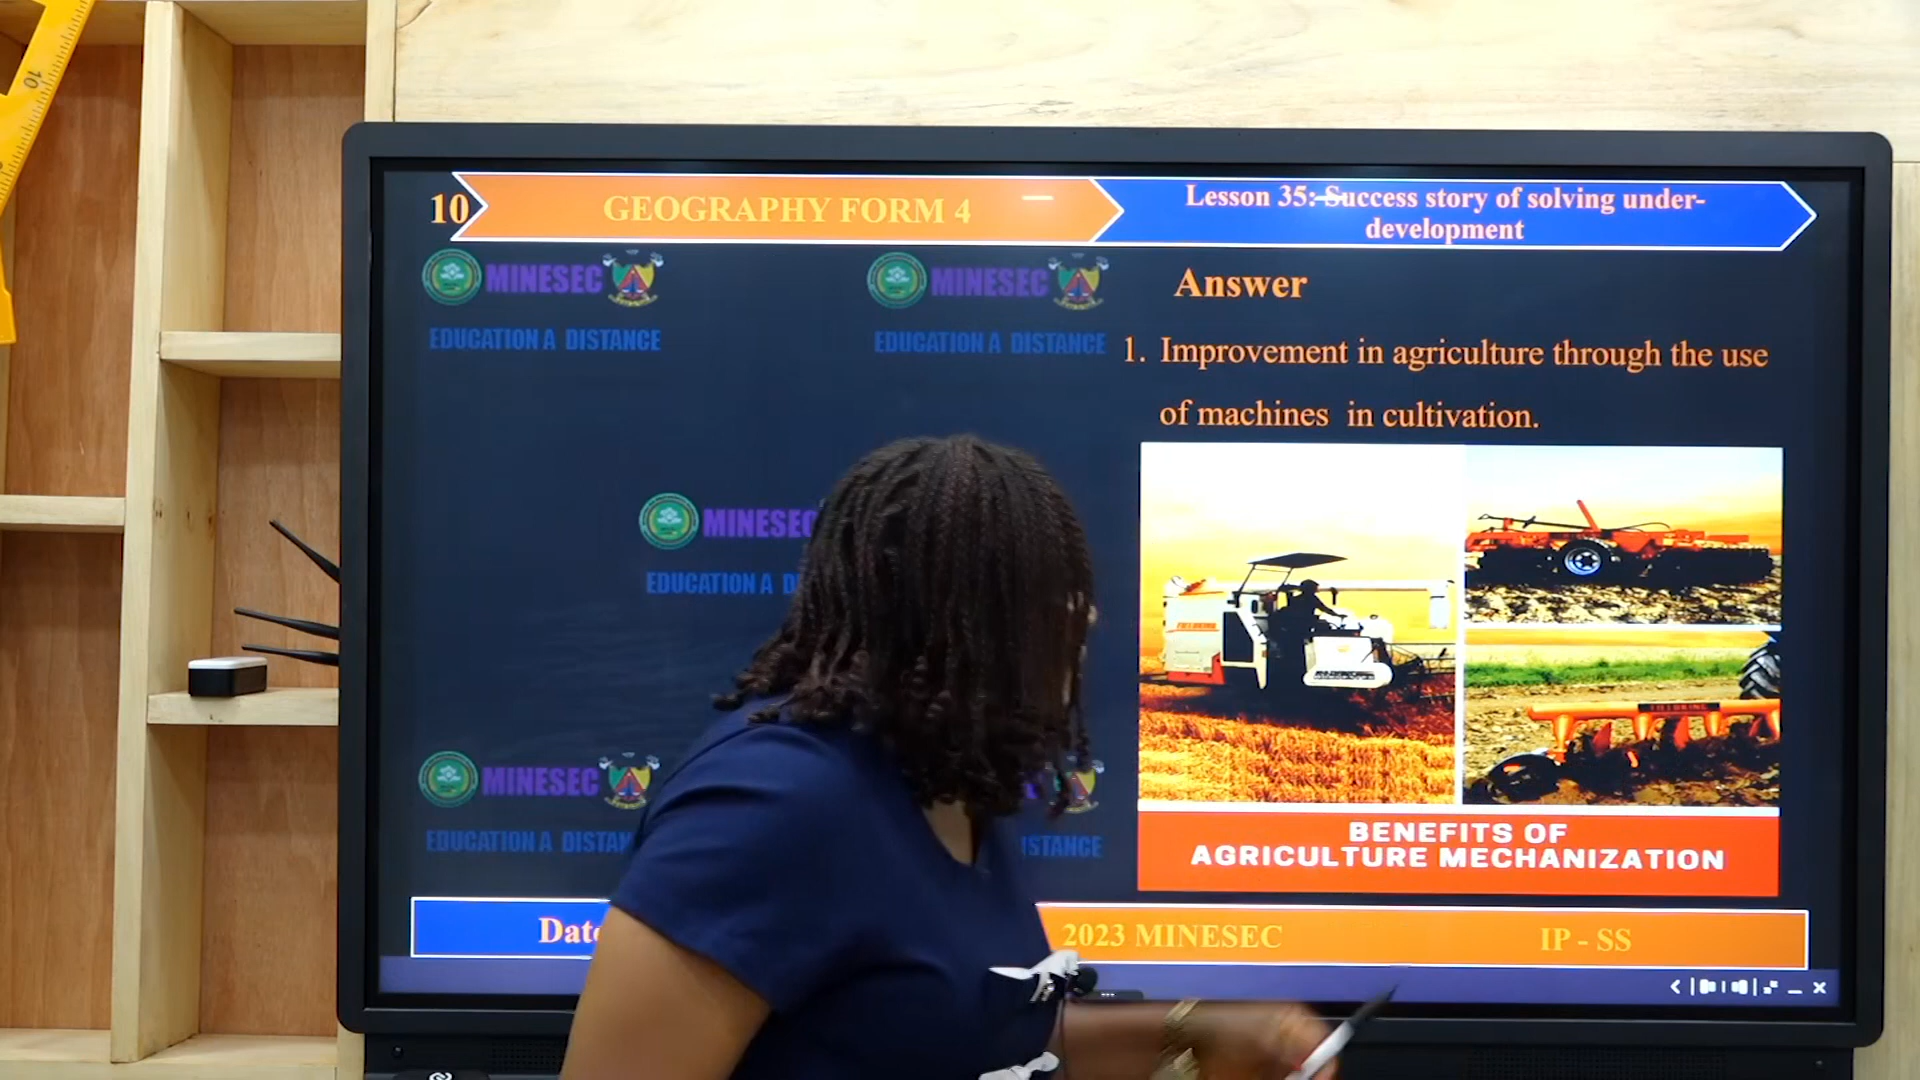 10
GEOGRAPHY FORM 4
Lesson 35: Success story of solving under-
development
MINESEC
EDUCATION A DISTANCE
MINESEC
EDUCATION A DISTANCE
Answer
1. Improvement in agriculture through the use
of machines in cultivation.
MINESEC
EDUCATION A
MINESEC
EDUCATION A
BENEFITS OF
AGRICULTURE MECHANIZATION
2023 MINESEC
IP - SS
10